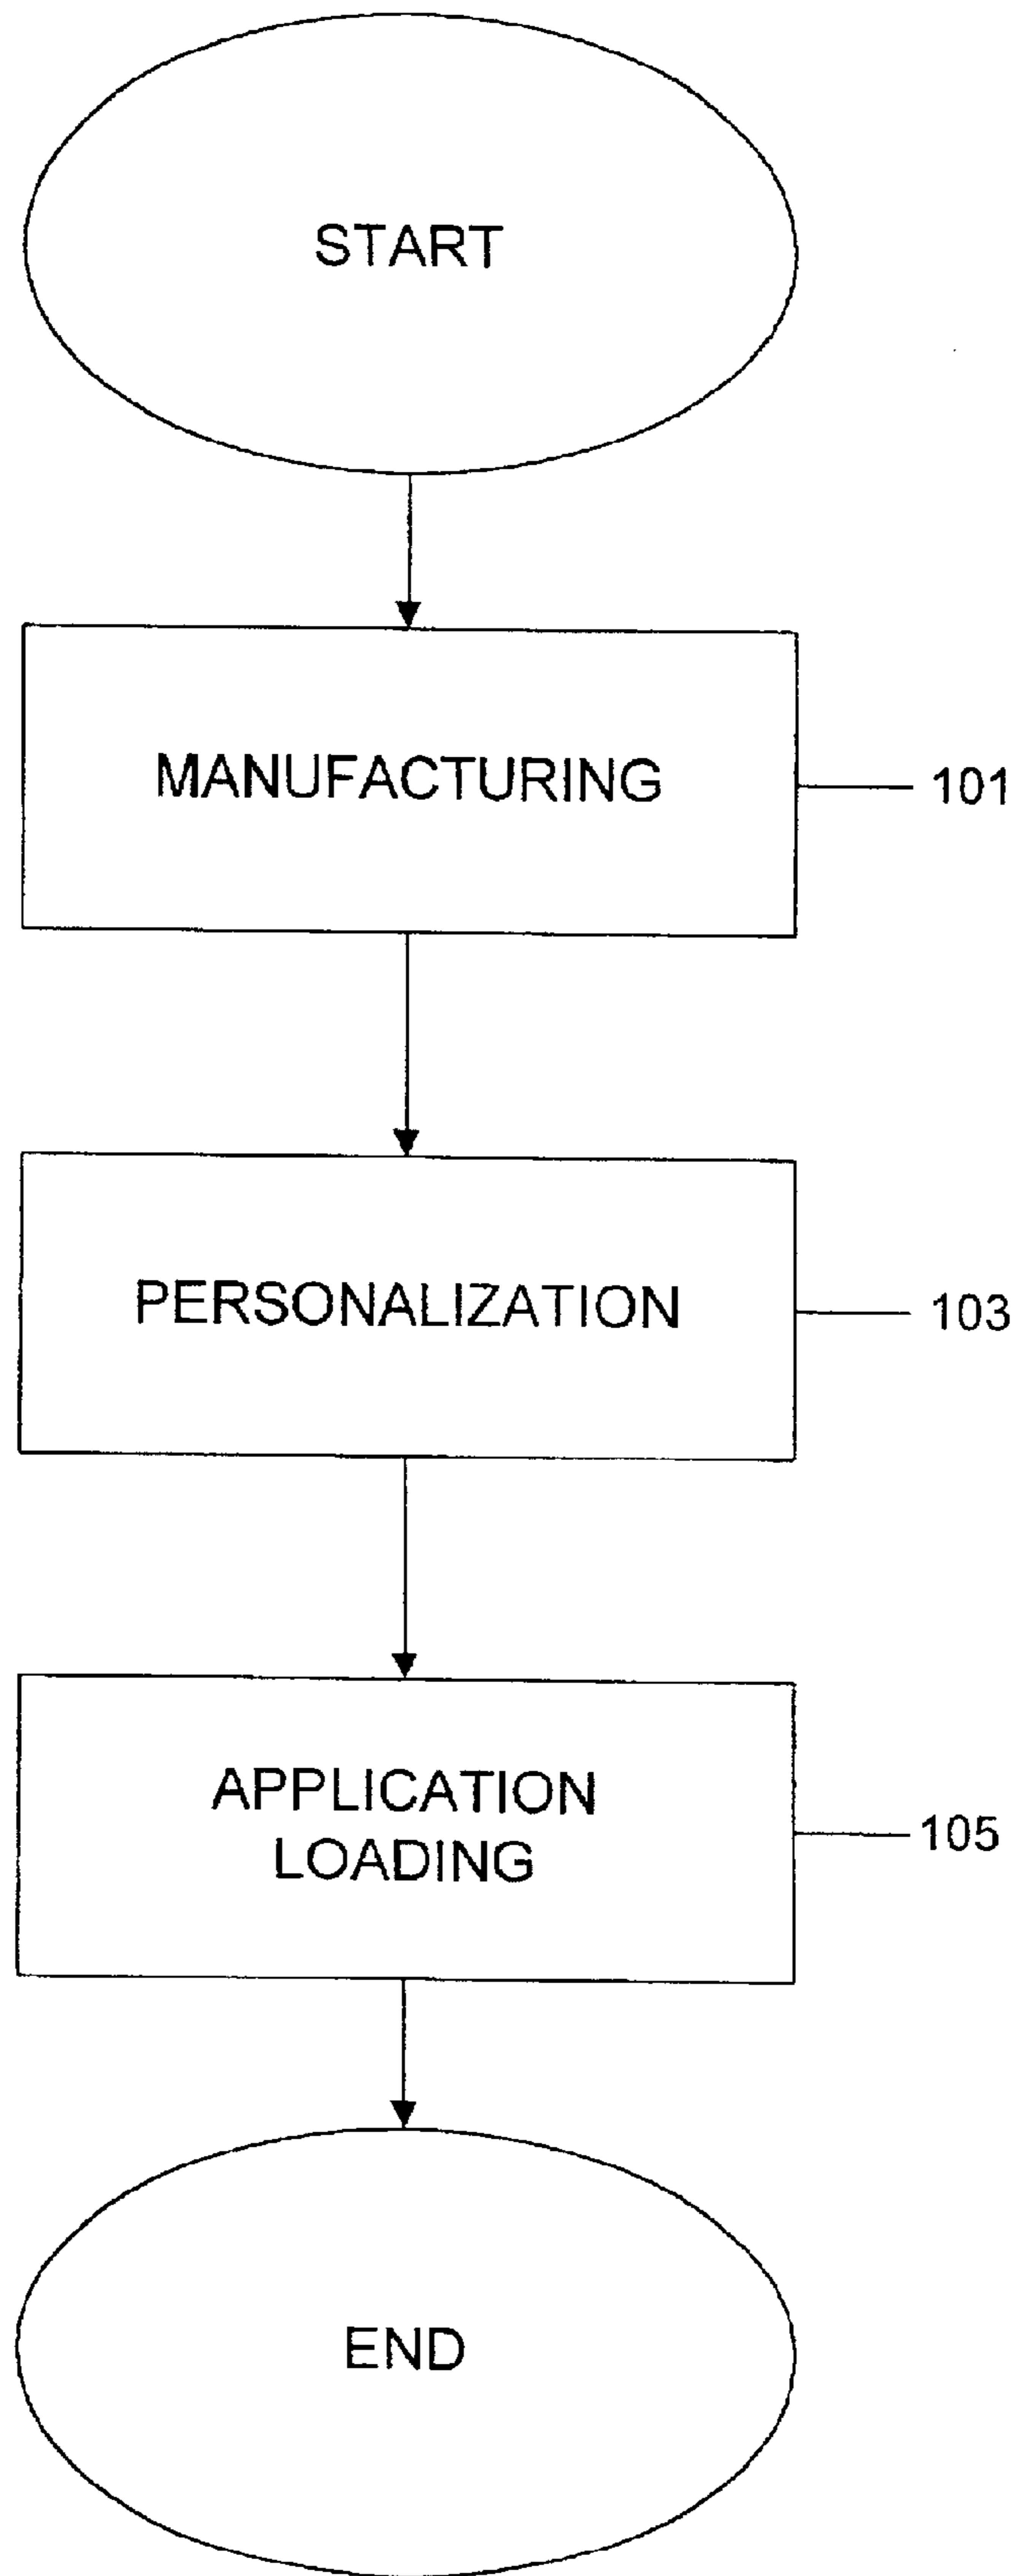 START
MANUFACTURING
101
PERSONALIZATION
103
APPLICATION
LOADING
105
END